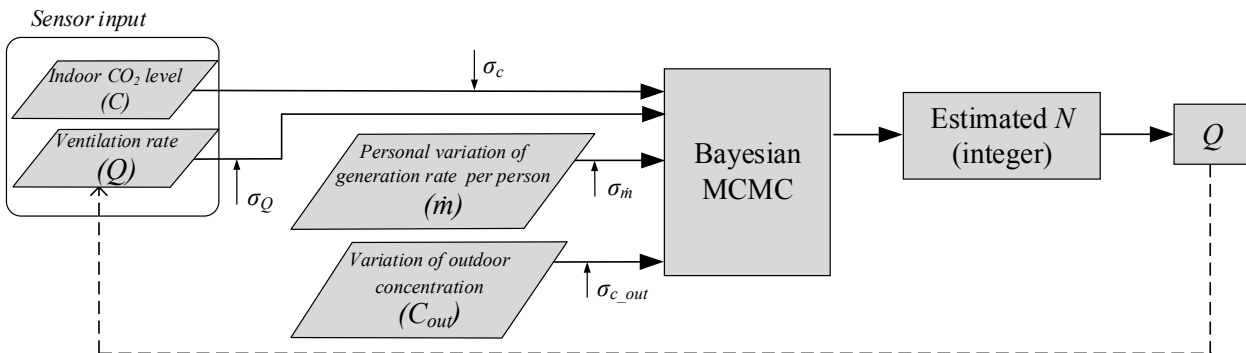 Sensor input
Indoor CO₂ level
(C)
σc
Ventilation rate
(Q)
σQ
Personal variation of
generation rate per person
(ṁ)
σṁ
Variation of outdoor
concentration
(Cout)
σc_out
Bayesian
MCMC
Estimated N
(integer)
Q